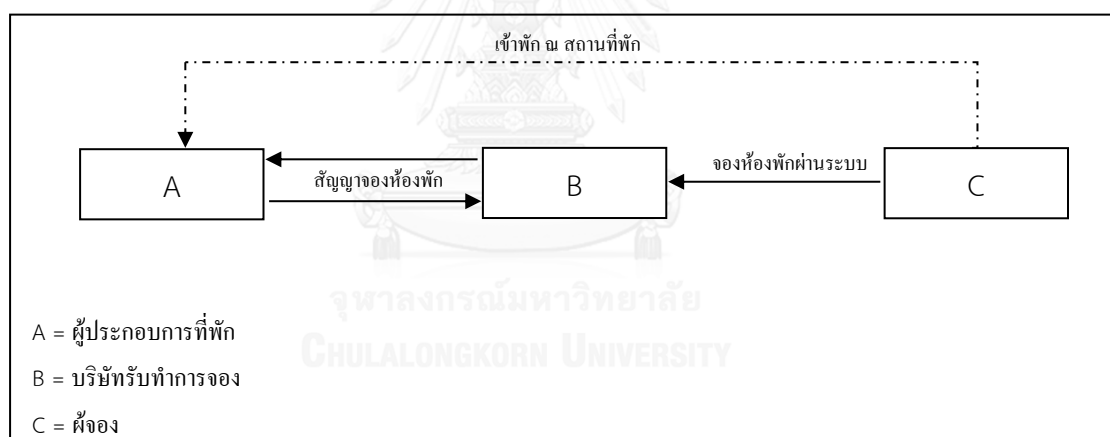 เข้าพัก ณ สถานที่พัก
A
สัญญาจองห้องพัก
B
จองห้องพักผ่านระบบ
C
จุฬาลงกรณ์มหาวิทยาลัย
CHULALONGKORN UNIVERSITY
A = ผู้ประกอบการที่พัก
B = บริษัทรับทำการจอง
C = ผู้จอง